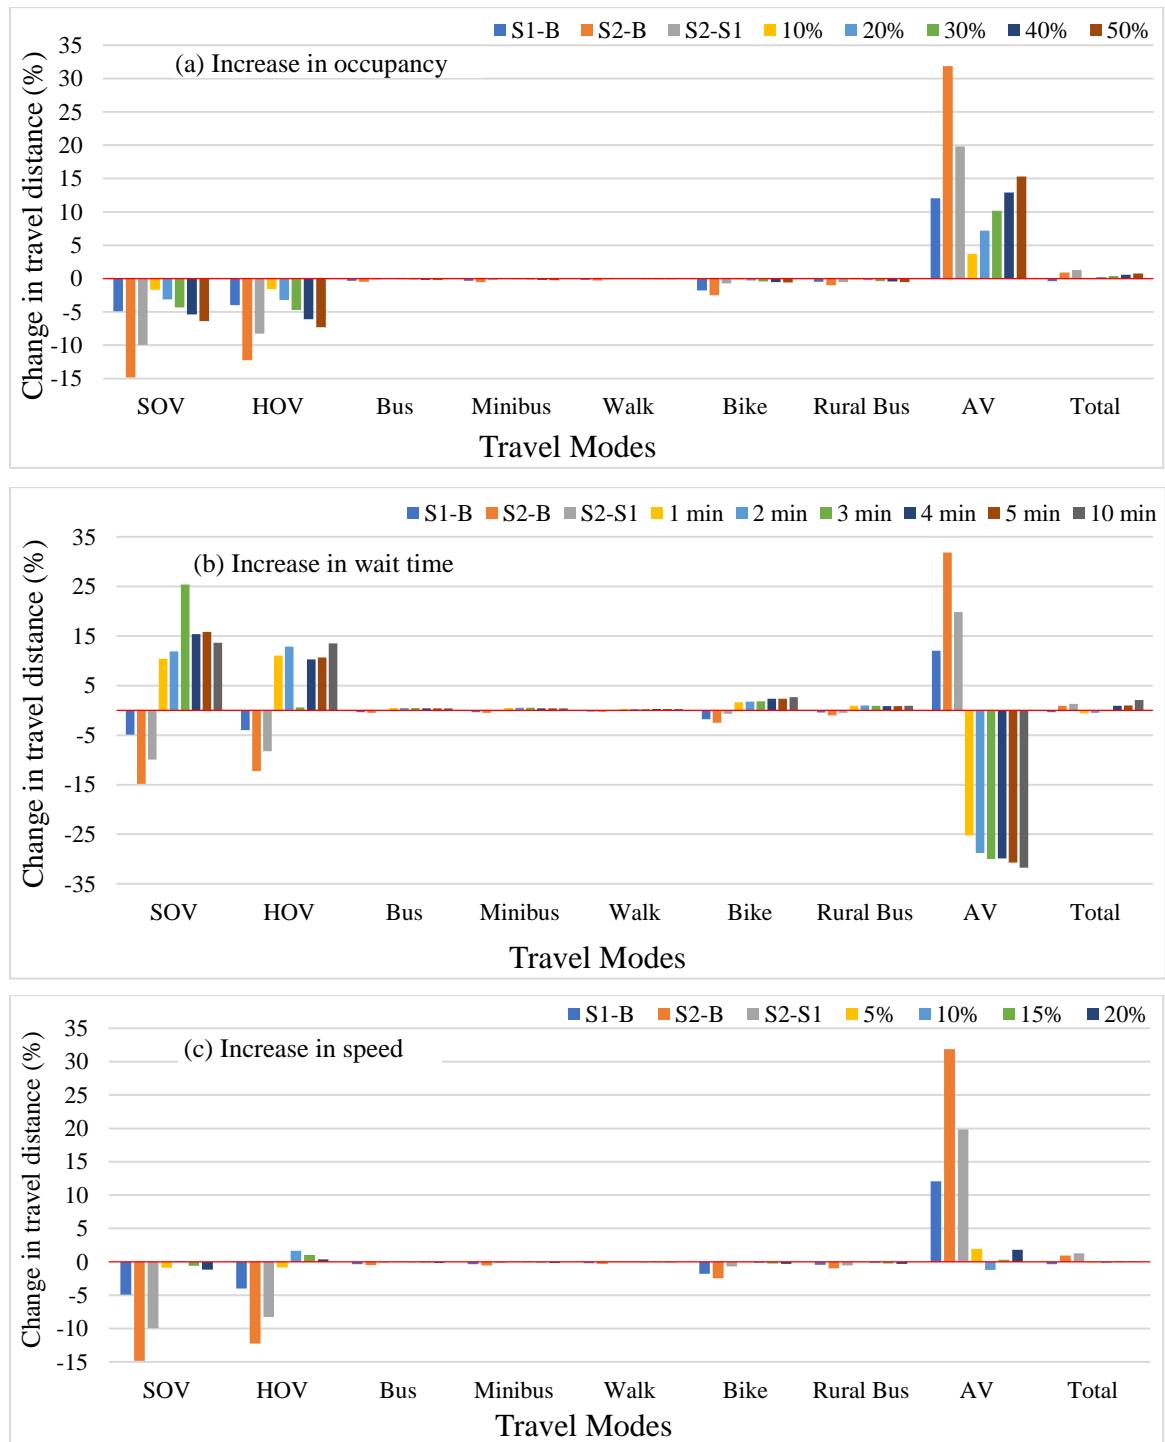 S1-B S2-B S2-S1 10% 20% 30% 40% 50%
(a) Increase in occupancy
Change in travel distance (%)
35
30
25
20
15
10
5
0
-5
-10
-15
SOV HOV Bus Minibus Walk Bike Rural Bus AV Total
Travel Modes
S1-B S2-B S2-S1 1 min 2 min 3 min 4 min 5 min 10 min
(b) Increase in wait time
Change in travel distance (%)
35
25
15
5
-5
-15
-25
-35
SOV HOV Bus Minibus Walk Bike Rural Bus AV Total
Travel Modes
S1-B S2-B S2-S1 5% 10% 15% 20%
(c) Increase in speed
Change in travel distance (%)
35
30
25
20
15
10
5
0
-5
-10
-15
SOV HOV Bus Minibus Walk Bike Rural Bus AV Total
Travel Modes